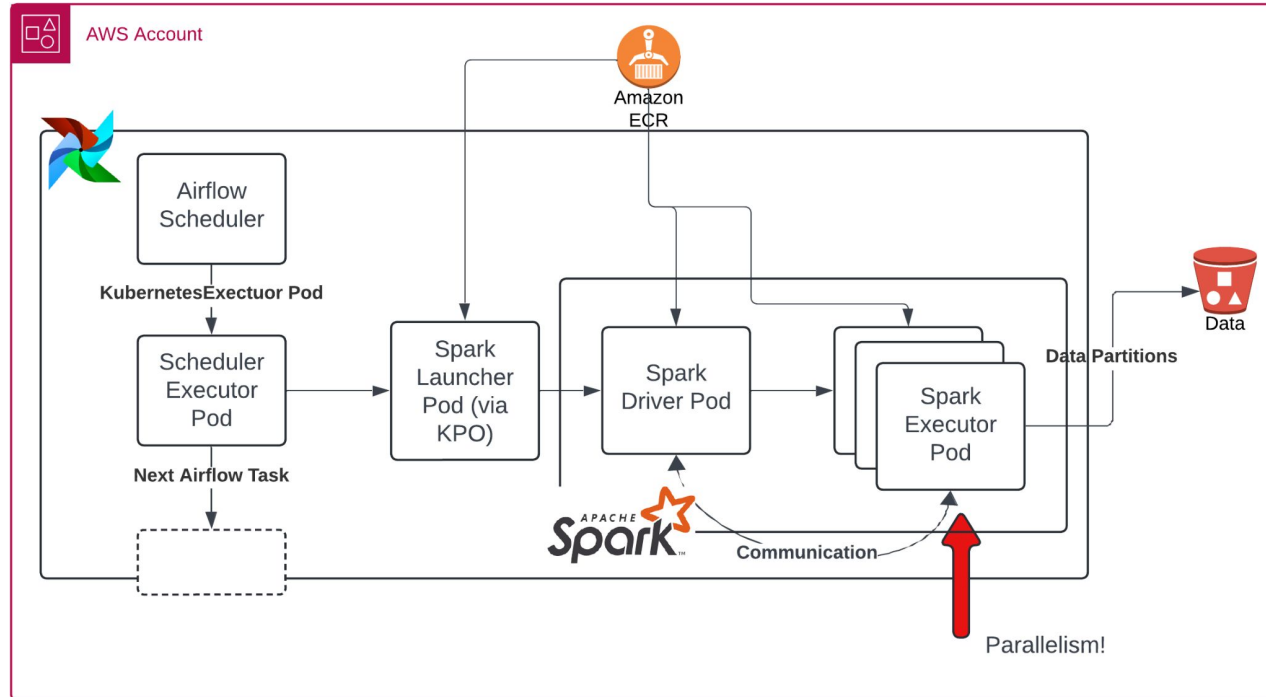 AWS Account
Amazon
ECR
Airflow
Scheduler
KubernetesExectuor Pod
Scheduler
Executor
Pod
Next Airflow Task
Spark
Launcher
Pod (via
KPO)
Spark
Driver Pod
Spark
Executor
Pod
Data Partitions
Data
APACHE
Spark™
Communication
Parallelism!